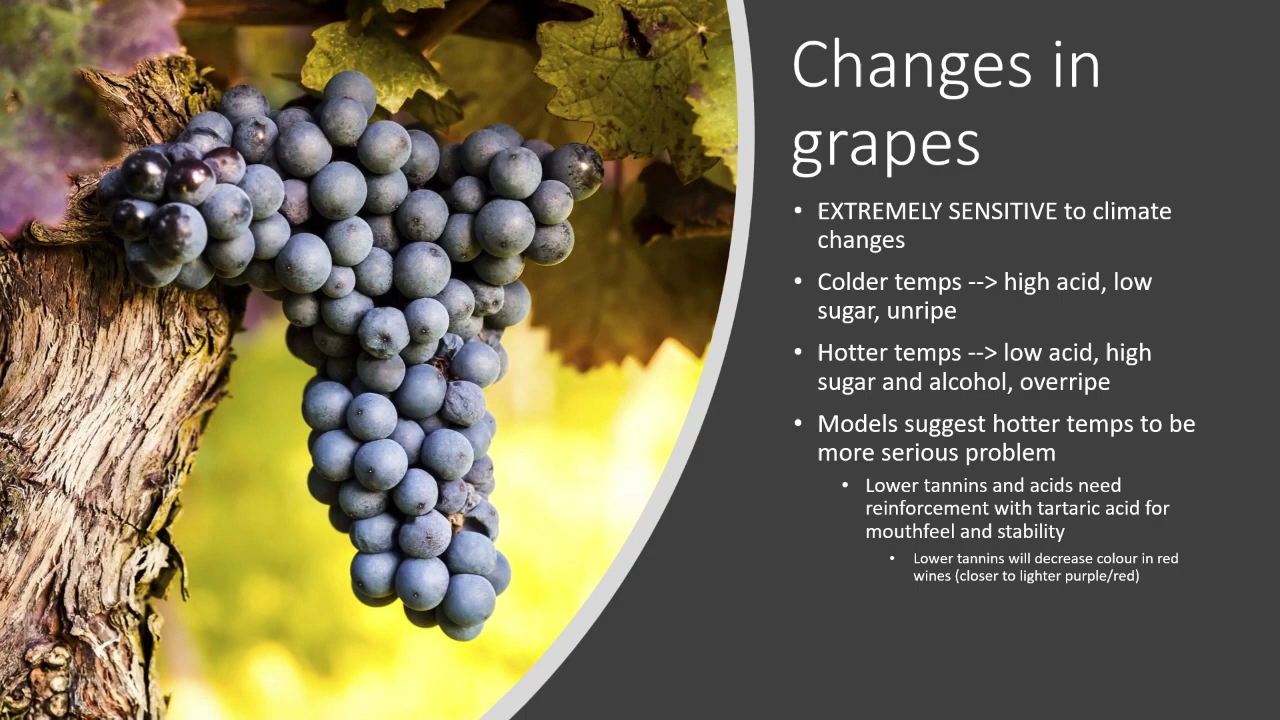 Changes in
grapes
• EXTREMELY SENSITIVE to climate
changes
• Colder temps --> high acid, low
sugar, unripe
• Hotter temps --> low acid, high
sugar and alcohol, overripe
• Models suggest hotter temps to be
more serious problem
• Lower tannins and acids need
reinforcement with tartaric acid for
mouthfeel and stability
• Lower tannins will decrease colour in red
wines (closer to lighter purple/red)